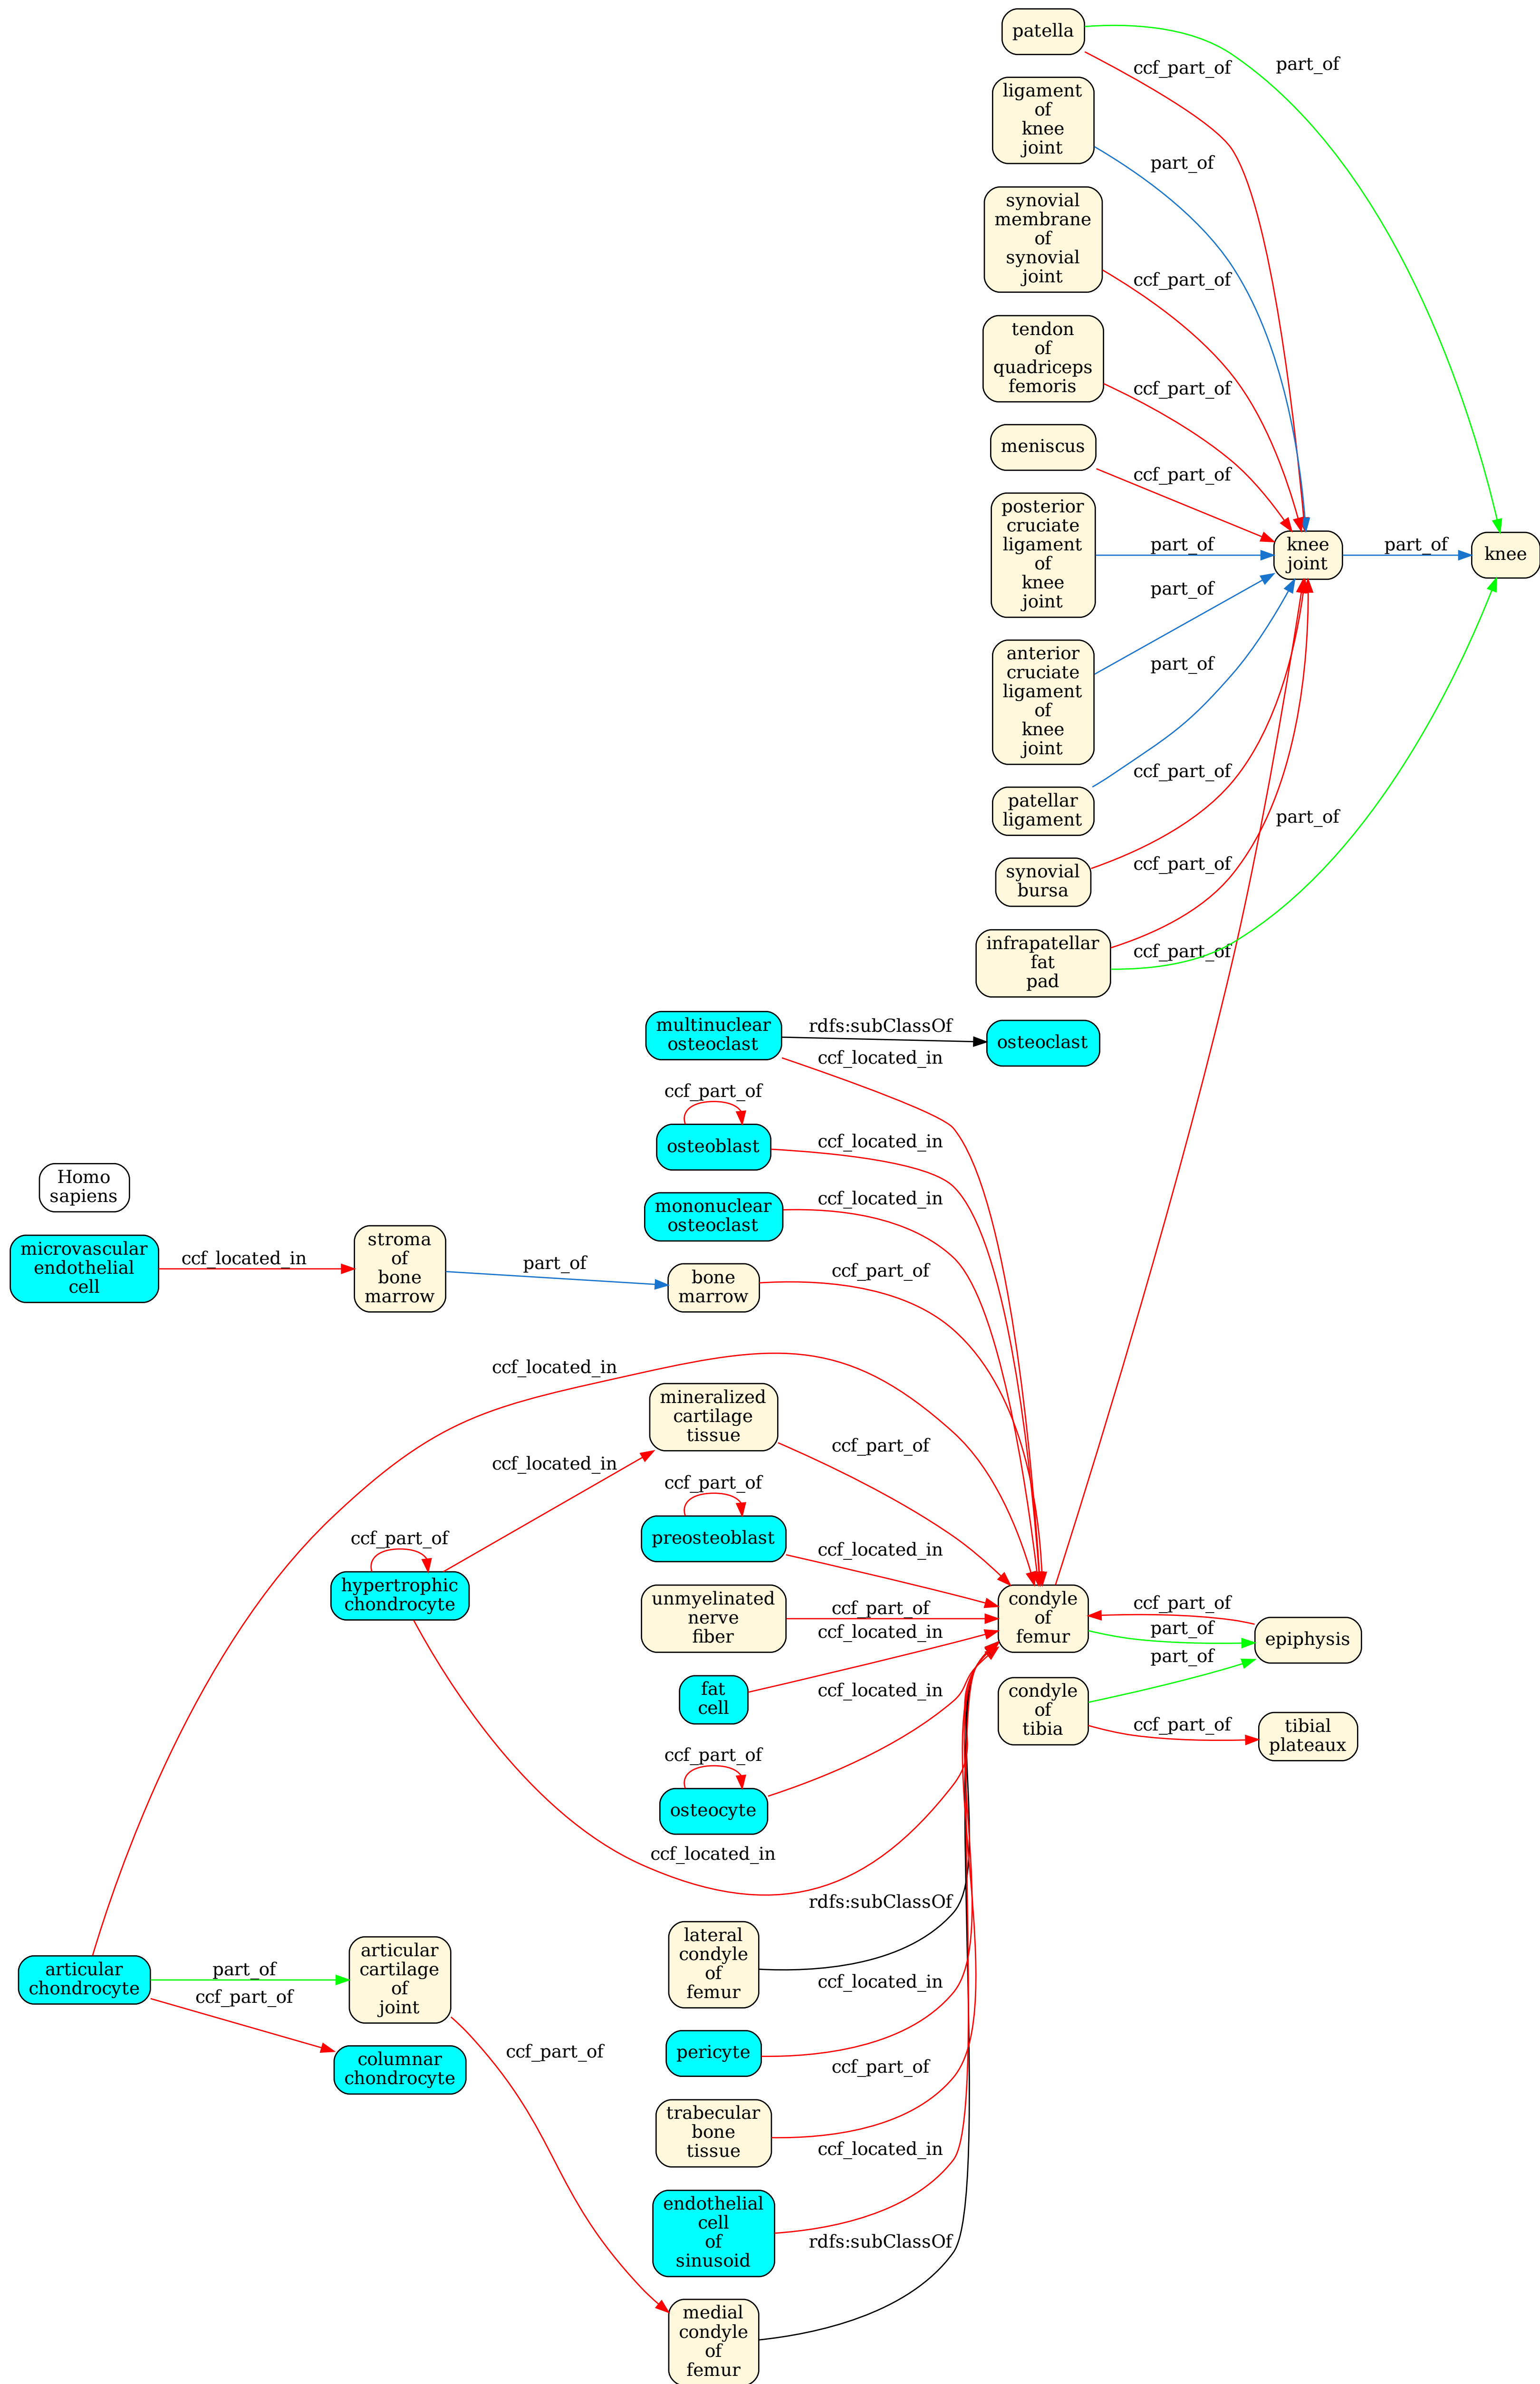 patella
ccf_part_of
part_of
ligament
of
knee
joint
part_of
synovial
membrane
of
synovial
joint
ccf_part_of
tendon
of
quadriceps
femoris
ccf_part_of
meniscus
ccf_part_of
posterior
cruciate
ligament
of
knee
joint
part_of
knee
joint
part_of
knee
part_of
anterior
cruciate
ligament
of
knee
joint
part_of
patellar
ligament
ccf_part_of
synovial
bursa
ccf_part_of
part_of
infrapatellar
fat
pad
ccf_part_of
multinuclear
osteoclast
rdfs:subClassOf
osteoclast
ccf_located_in
ccf_part_of
osteoblast
ccf_located_in
Homo
sapiens
mononuclear
osteoclast
ccf_located_in
microvascular
endothelial
cell
ccf_located_in
stroma
of
bone
marrow
part_of
bone
marrow
ccf_part_of
ccf_located_in
mineralized
cartilage
tissue
ccf_part_of
ccf_located_in
ccf_part_of
preosteoblast
ccf_located_in
ccf_part_of
hypertrophic
chondrocyte
unmyelinated
nerve
fiber
ccf_part_of
ccf_located_in
condyle
of
femur
ccf_part_of
part_of
epiphysis
part_of
fat
cell
ccf_located_in
condyle
of
tibia
ccf_part_of
tibial
plateaux
ccf_part_of
osteocyte
ccf_located_in
rdfs:subClassOf
lateral
condyle
of
femur
ccf_located_in
articular
chondrocyte
part_of
ccf_part_of
articular
cartilage
of
joint
columnar
chondrocyte
ccf_part_of
pericyte
ccf_part_of
trabecular
bone
tissue
ccf_located_in
endothelial
cell
of
sinusoid
rdfs:subClassOf
medial
condyle
of
femur